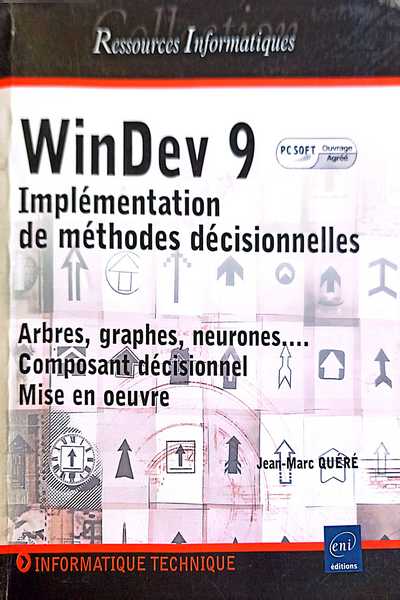 Collection
Ressources Informatiques
WinDev 9
PC SOFT Ouvrage Agréé
Implémentation
de méthodes décisionnelles
Arbres, graphes, neurones....
Composant décisionnel
Mise en oeuvre
Jean-Marc QUÉRÉ
eni
éditions
INFORMATIQUE TECHNIQUE